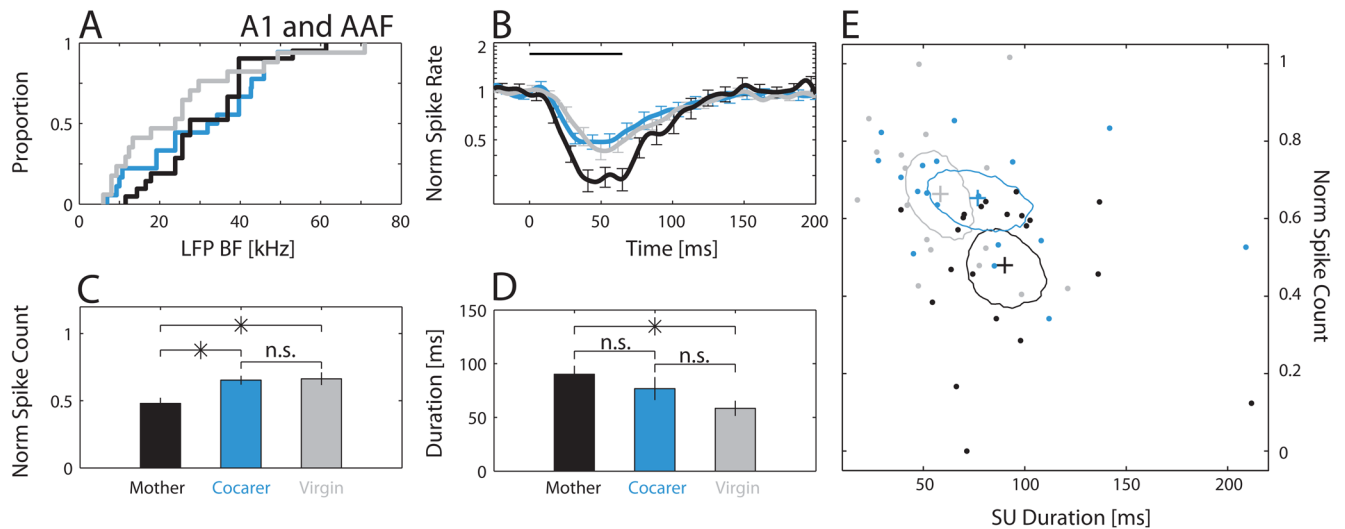 A
A1 and AAF
Proportion
1
0.5
0
0
20
40
60
80
LFP BF [kHz]
B
Norm Spike Rate
2
1
0.5
0
50
100
150
200
Time [ms]
C
Norm Spike Count
1
0.5
0
n.s.
Mother
Cocarer
Virgin
D
Duration [ms]
150
100
50
0
n.s.
n.s.
Mother
Cocarer
Virgin
E
1
0.8
0.6
0.4
0.2
0
Norm Spike Count
50
100
150
200
SU Duration [ms]